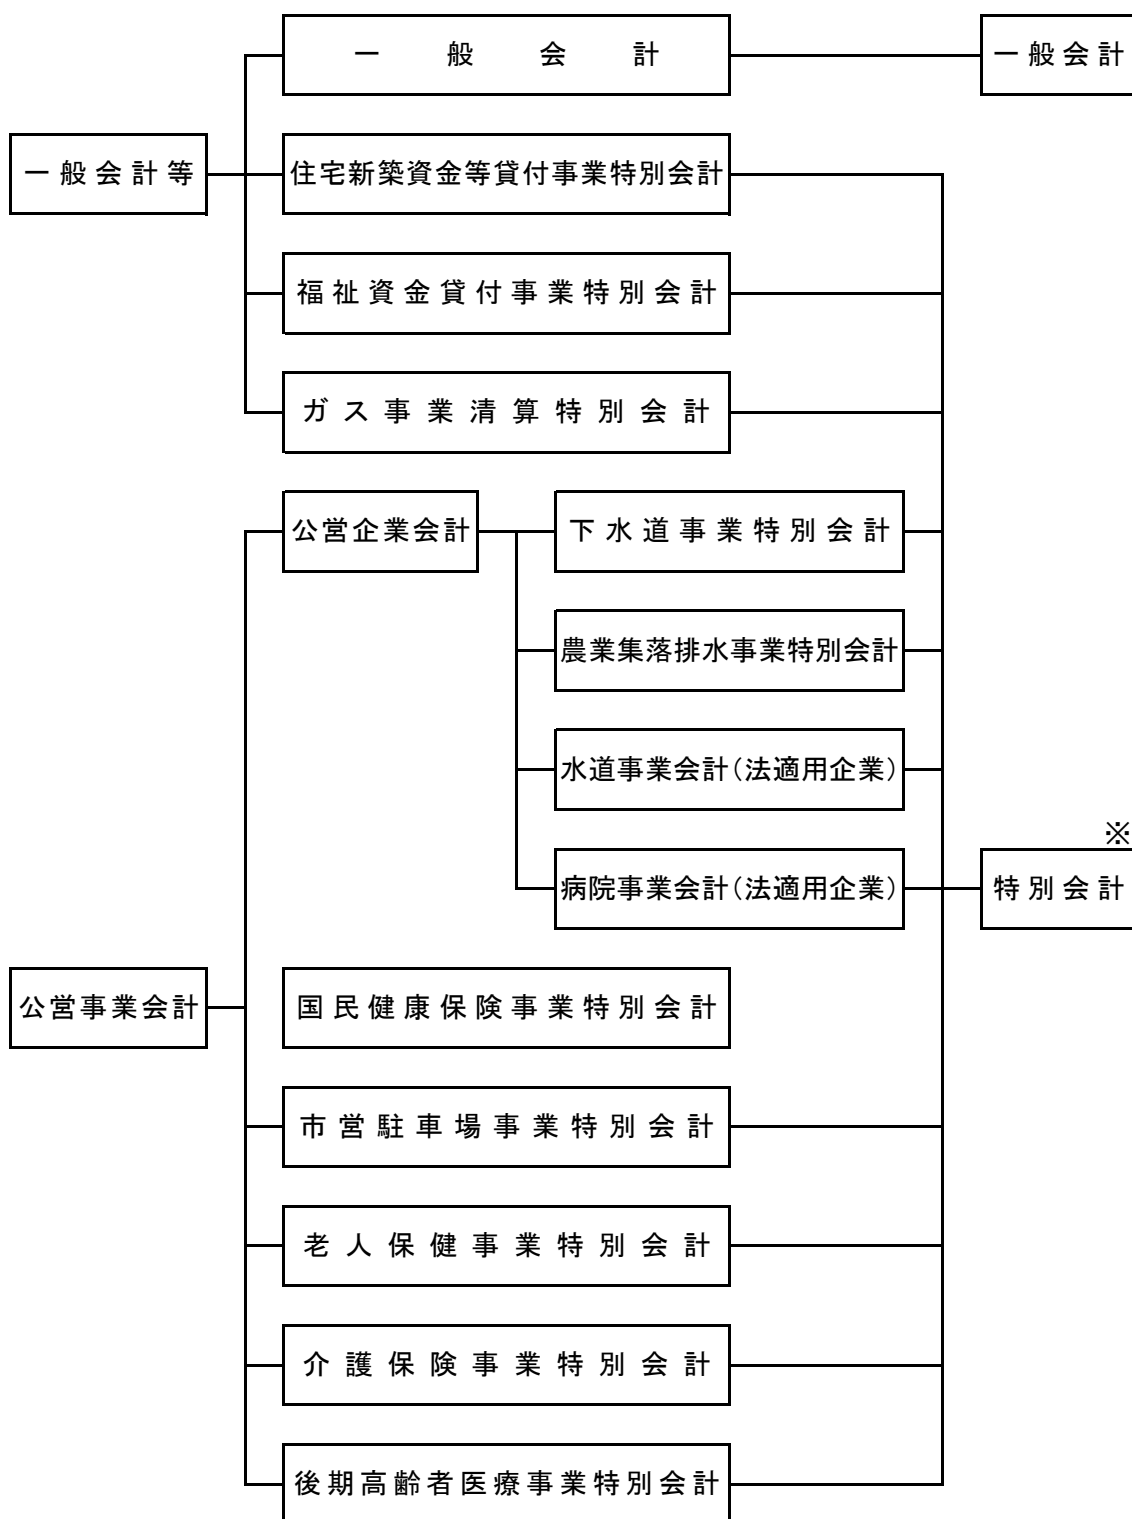 一般会計
一般会計
一般会計等
住宅新築資金等貸付事業特別会計
福祉資金貸付事業特別会計
ガス事業清算特別会計
公営企業会計
下水道事業特別会計
農業集落排水事業特別会計
水道事業会計(法適用企業)
※
病院事業会計(法適用企業)
特別会計
公営事業会計
国民健康保険事業特別会計
市営駐車場事業特別会計
老人保健事業特別会計
介護保険事業特別会計
後期高齢者医療事業特別会計